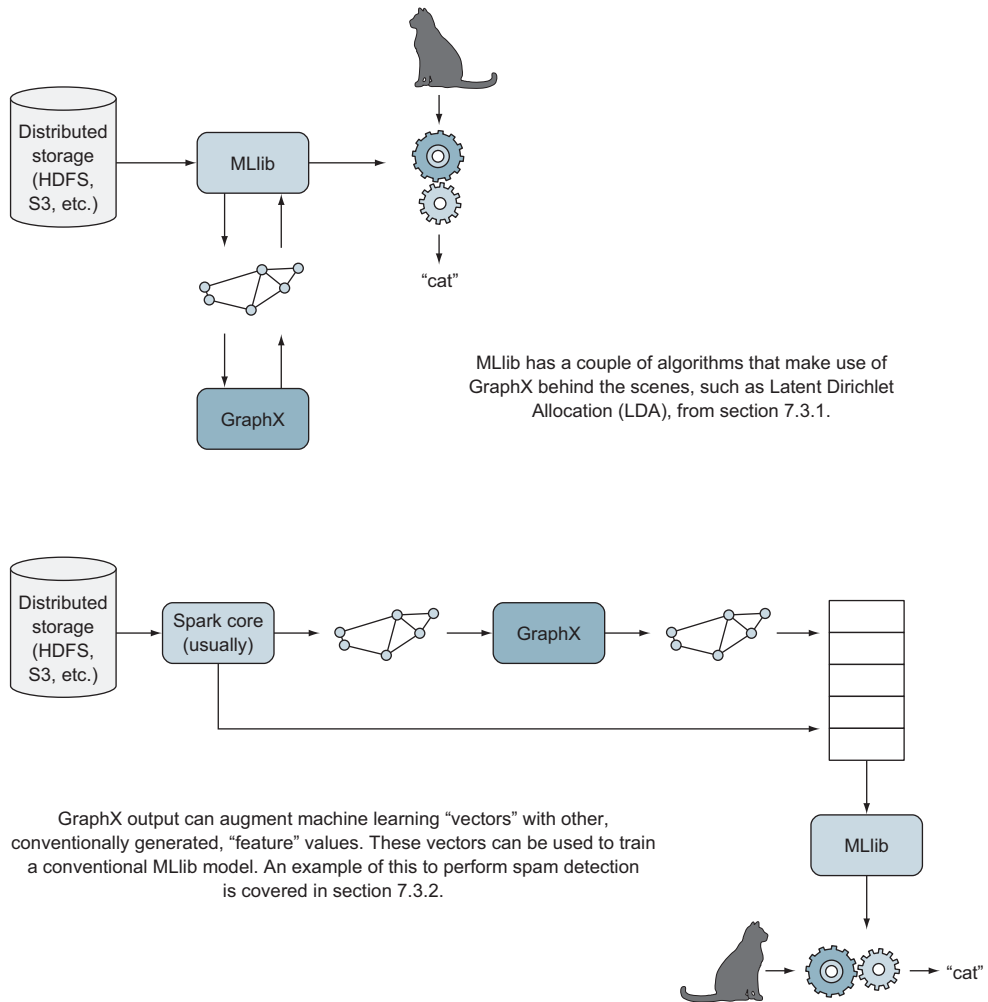 Distributed
storage
(HDFS,
S3, etc.)
MLlib
“cat”
GraphX
MLlib has a couple of algorithms that make use of
GraphX behind the scenes, such as Latent Dirichlet
Allocation (LDA), from section 7.3.1.
Distributed
storage
(HDFS,
S3, etc.)
Spark core
(usually)
GraphX
GraphX output can augment machine learning “vectors” with other,
conventionally generated, “feature” values. These vectors can be used to train
a conventional MLlib model. An example of this to perform spam detection
is covered in section 7.3.2.
MLlib
“cat”